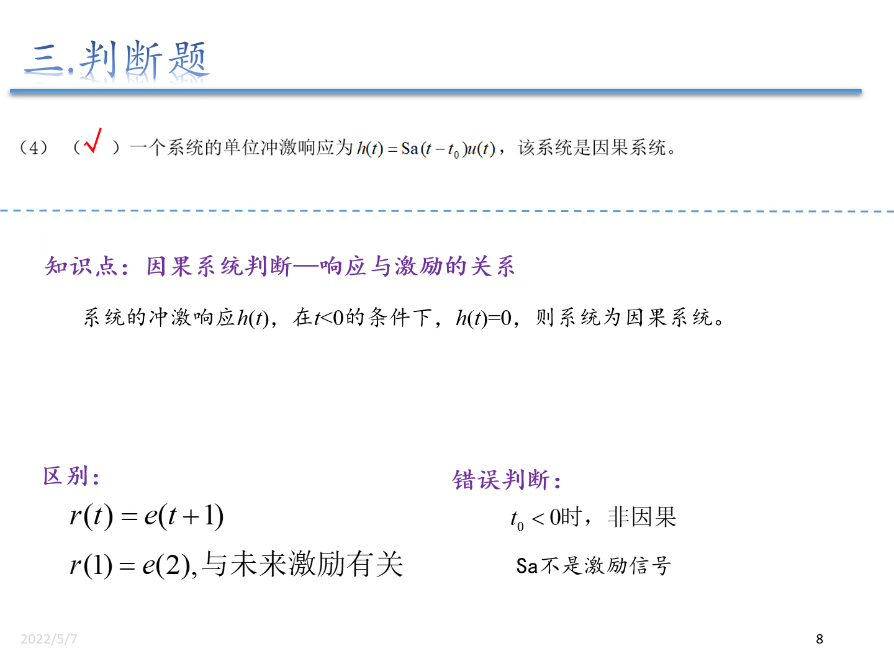 三.判断题
（4）（√ ）一个系统的单位冲激响应为h(t) = Sa(t − t₀)u(t)，该系统是因果系统。
知识点：因果系统判断—响应与激励的关系
系统的冲激响应h(t)，在t<0的条件下，h(t)=0，则系统为因果系统。
区别：
r(t) = e(t + 1)
r(1) = e(2),与未来激励有关
错误判断：
t₀ < 0时，非因果
Sa不是激励信号
2022/5/7
8